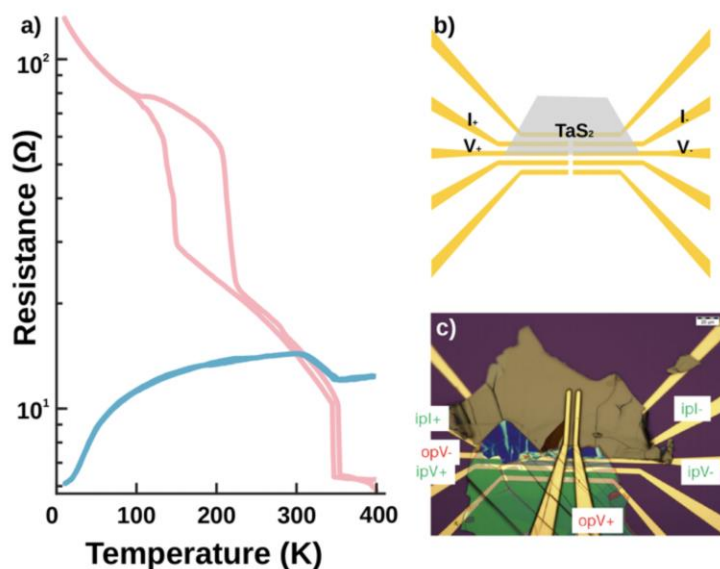 a)
Resistance (Ω)
10²
10¹
100
200
300
400
0
Temperature (K)
b)
I₊
I₋
V₊
TaS₂
V₋
c)
ipI+
ipI-
opV-
ipV+
ipV-
opV+